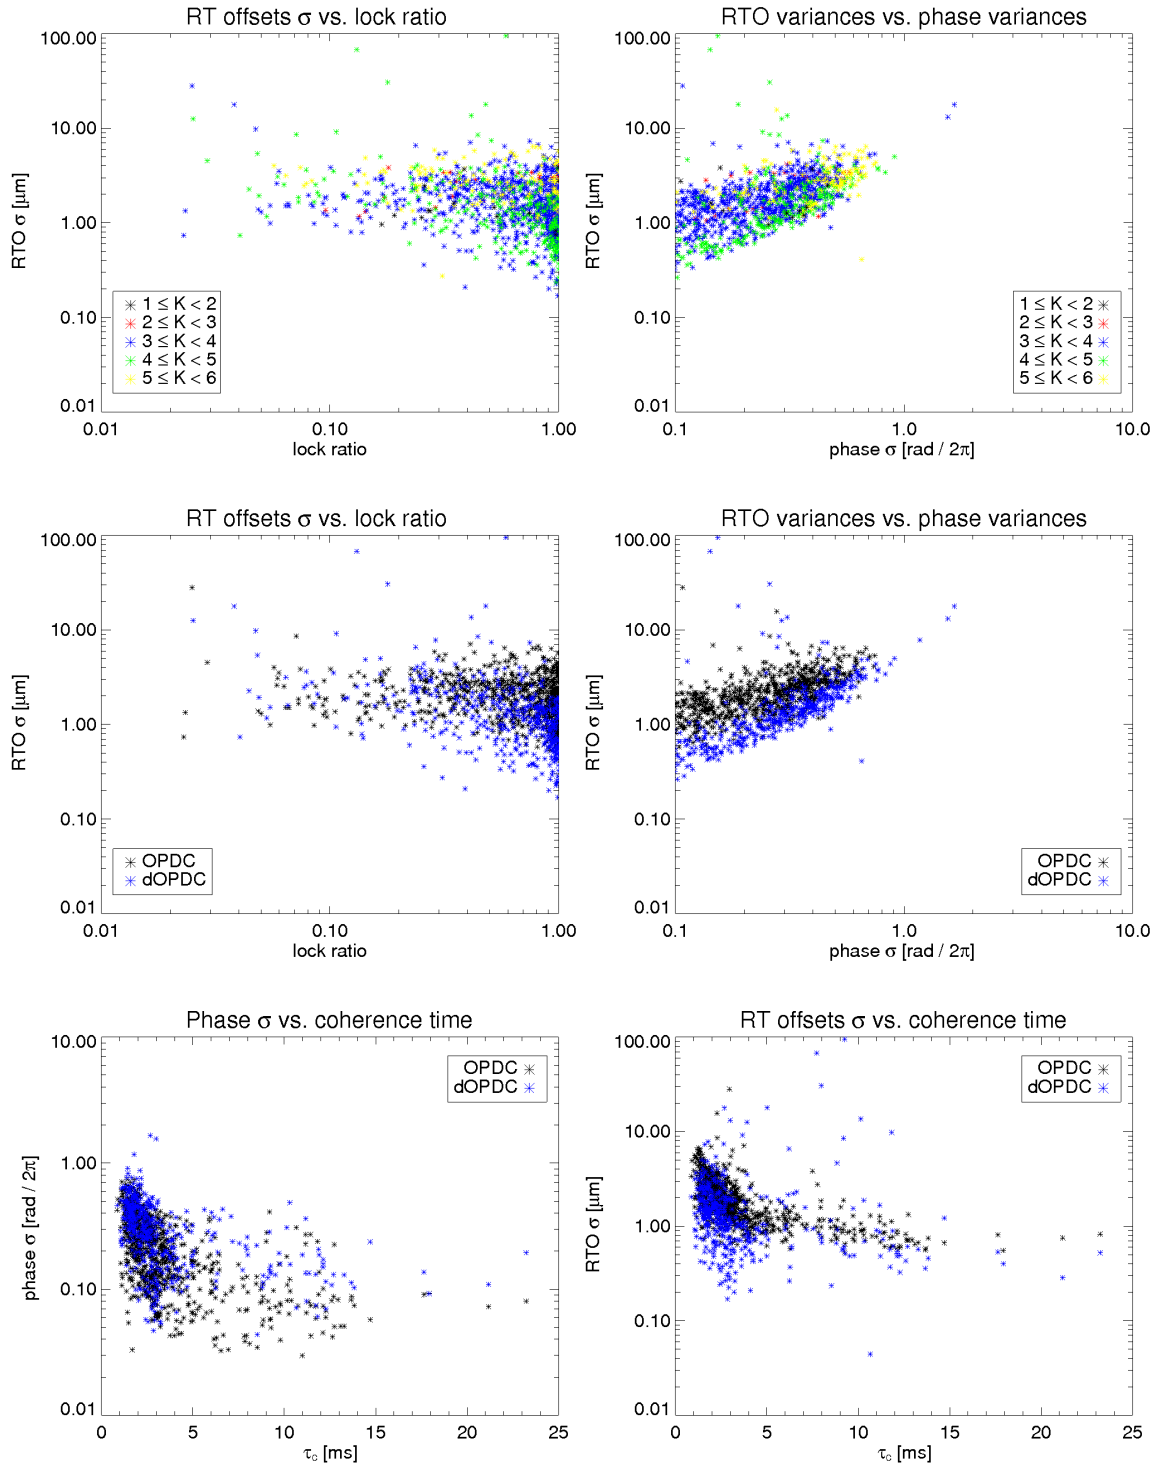 RT offsets σ vs. lock ratio
100.00
10.00
1.00
0.10
0.01
RTO σ [μm]
✳ 1 ≤ K < 2
✳ 2 ≤ K < 3
✳ 3 ≤ K < 4
✳ 4 ≤ K < 5
5 ≤ K < 6
0.01 0.10 1.00
lock ratio
RTO variances vs. phase variances
100.00
10.00
1.00
0.10
0.01
RTO σ [μm]
1 ≤ K < 2
2 ≤ K < 3
3 ≤ K < 4
4 ≤ K < 5
5 ≤ K < 6
0.1 1.0 10.0
phase σ [rad / 2π]
RT offsets σ vs. lock ratio
100.00
10.00
1.00
0.10
0.01
RTO σ [μm]
OPDC
dOPDC
0.01 0.10 1.00
lock ratio
RTO variances vs. phase variances
100.00
10.00
1.00
0.10
0.01
RTO σ [μm]
OPDC
dOPDC
0.1 1.0 10.0
phase σ [rad / 2π]
Phase σ vs. coherence time
10.00
1.00
0.10
0.01
phase σ [rad / 2π]
OPDC
dOPDC
0 5 10 15 20 25
τc [ms]
RT offsets σ vs. coherence time
100.00
10.00
1.00
0.10
0.01
RTO σ [μm]
OPDC
dOPDC
0 5 10 15 20 25
τc [ms]